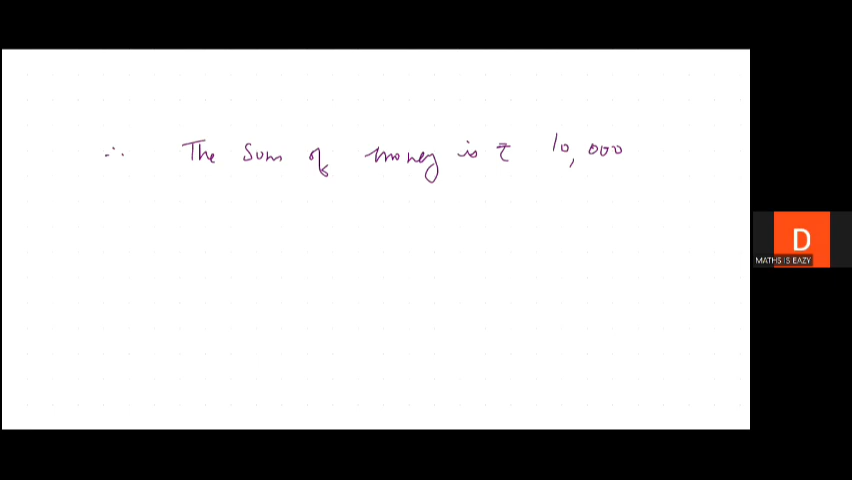 ∴ The sum of money is ₹ 10,000
D
MATHS IS EAZY